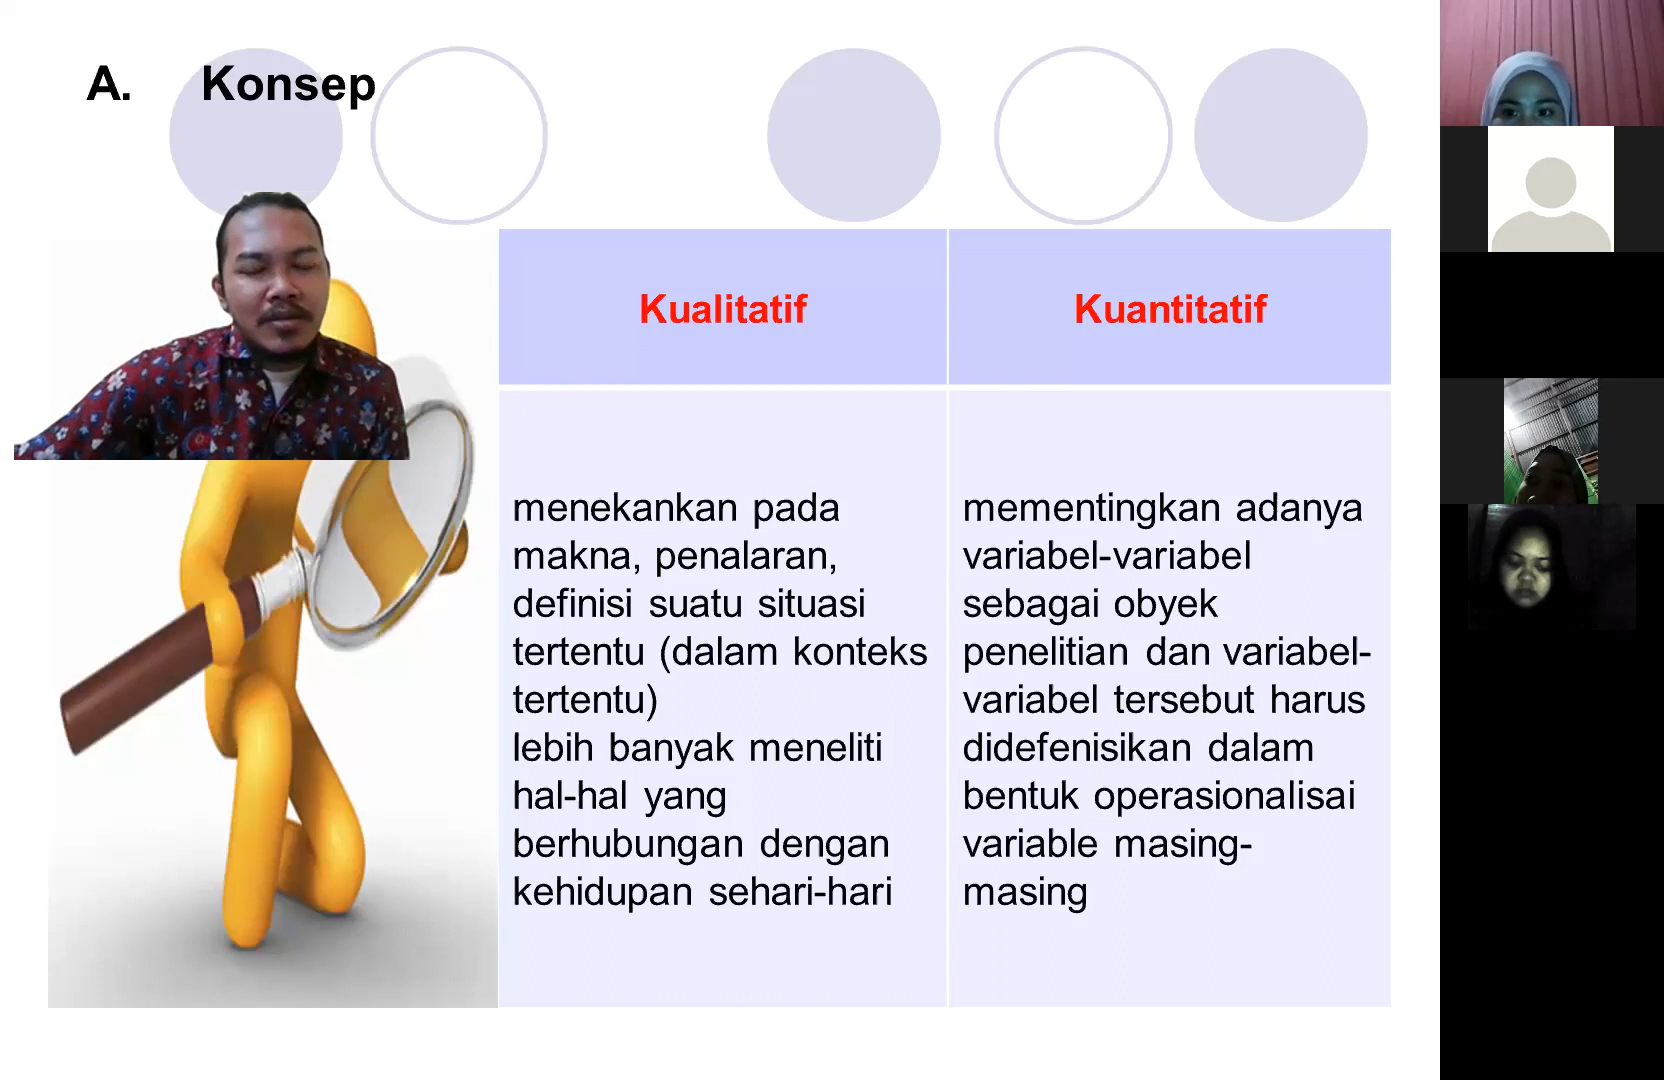 A. Konsep
Kualitatif
Kuantitatif
menekankan pada
makna, penalaran,
definisi suatu situasi
tertentu (dalam konteks
tertentu)
lebih banyak meneliti
hal-hal yang
berhubungan dengan
kehidupan sehari-hari
mementingkan adanya
variabel-variabel
sebagai obyek
penelitian dan variabel-
variabel tersebut harus
didefenisikan dalam
bentuk operasionalisai
variable masing-
masing